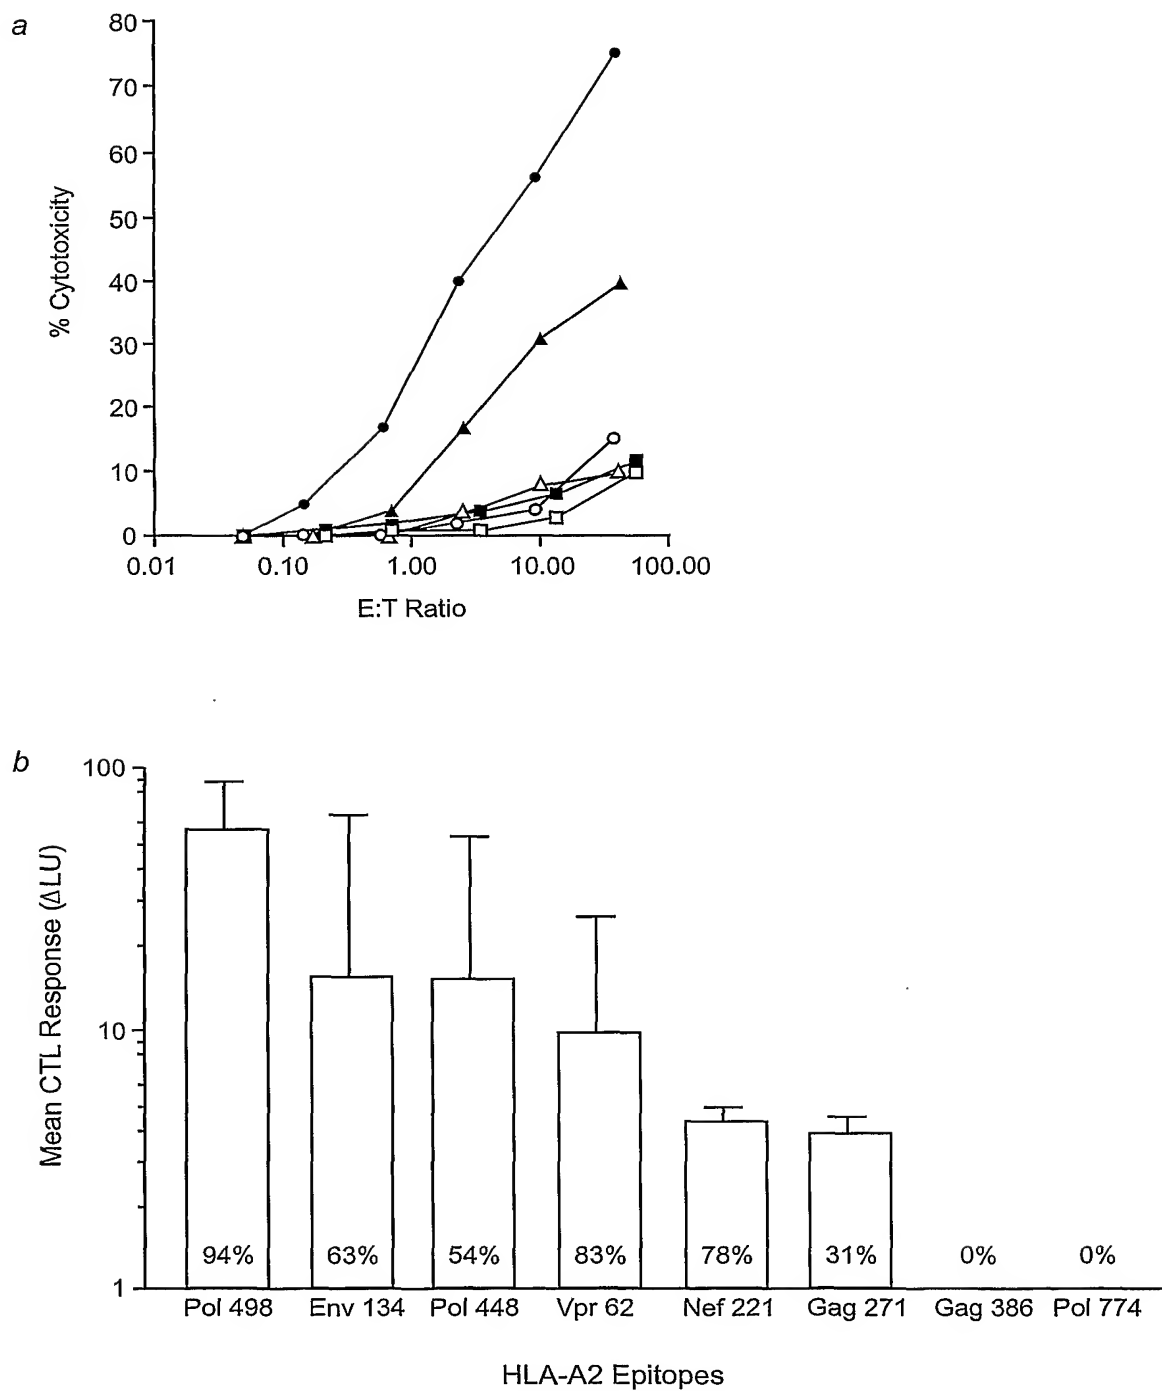 a
80
70
60
50
40
30
20
10
0
% Cytotoxicity
0.01 0.10 1.00 10.00 100.00
E:T Ratio
b
100
10
1
Mean CTL Response (ΔLU)
94% 63% 54% 83% 78% 31% 0% 0%
Pol 498 Env 134 Pol 448 Vpr 62 Nef 221 Gag 271 Gag 386 Pol 774
HLA-A2 Epitopes